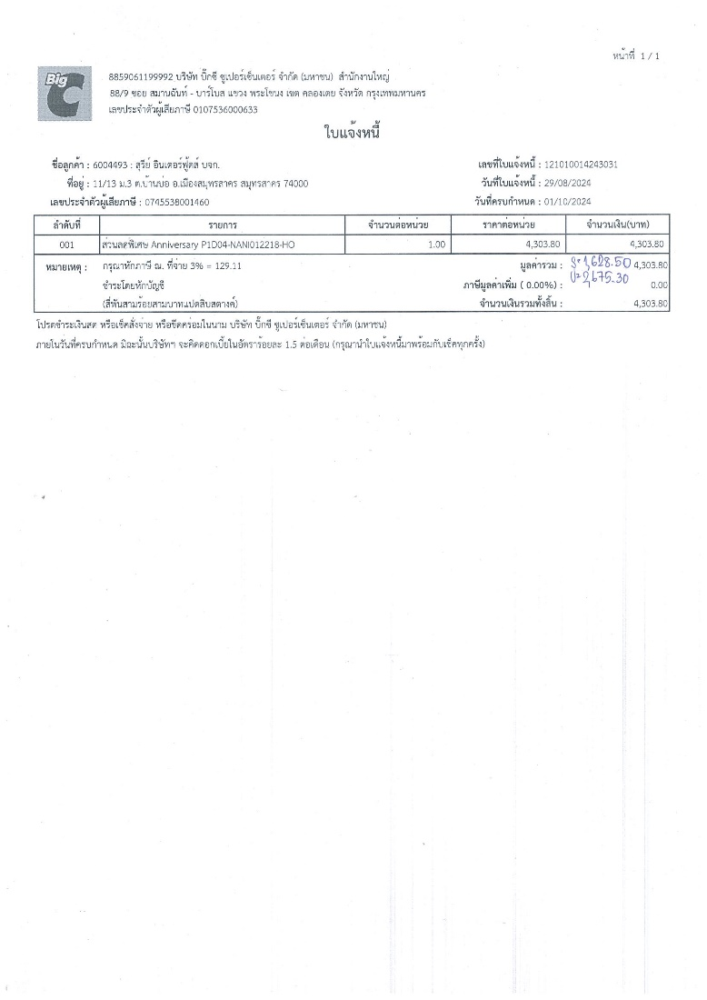 หน้าที่ 1 / 1
Big C
8859061199992 บริษัท บิ๊กซี ซูเปอร์เซ็นเตอร์ จำกัด (มหาชน) สำนักงานใหญ่
88/9 ซอย สมานฉันท์ - บาร์โบส แขวง พระโขนง เขต คลองเตย จังหวัด กรุงเทพมหานคร
เลขประจำตัวผู้เสียภาษี 0107536000633
ใบแจ้งหนี้
ชื่อลูกค้า : 6004493 : สุรีย์ อินเตอร์ฟู้ดส์ บจก. เลขที่ใบแจ้งหนี้ : 121010014243031
ที่อยู่ : 11/13 ม.3 ต.บ้านบ่อ อ.เมืองสมุทรสาคร สมุทรสาคร 74000 วันที่ใบแจ้งหนี้ : 29/08/2024
เลขประจำตัวผู้เสียภาษี : 0745538001460 วันที่ครบกำหนด : 01/10/2024
ลำดับที่ รายการ จำนวนต่อหน่วย ราคาต่อหน่วย จำนวนเงิน(บาท)
001 ส่วนลดพิเศษ Anniversary P1D04-NANI012218-HO 1.00 4,303.80 4,303.80
หมายเหตุ : กรุณาหักภาษี ณ. ที่จ่าย 3% = 129.11 มูลค่ารวม : 1,628.50 4,303.80
ชำระโดยหักบัญชี ภาษีมูลค่าเพิ่ม ( 0.00%) : 2,675.30 0.00
(สี่พันสามร้อยสามบาทแปดสิบสตางค์) จำนวนเงินรวมทั้งสิ้น : 4,303.80
โปรดชำระเงินสด หรือเช็คสั่งจ่าย หรือขีดคร่อมในนาม บริษัท บิ๊กซี ซูเปอร์เซ็นเตอร์ จำกัด (มหาชน)
ภายในวันที่ครบกำหนด มิฉะนั้นบริษัทฯ จะคิดดอกเบี้ยในอัตราร้อยละ 1.5 ต่อเดือน (กรุณานำใบแจ้งหนี้มาพร้อมกับเช็คทุกครั้ง)